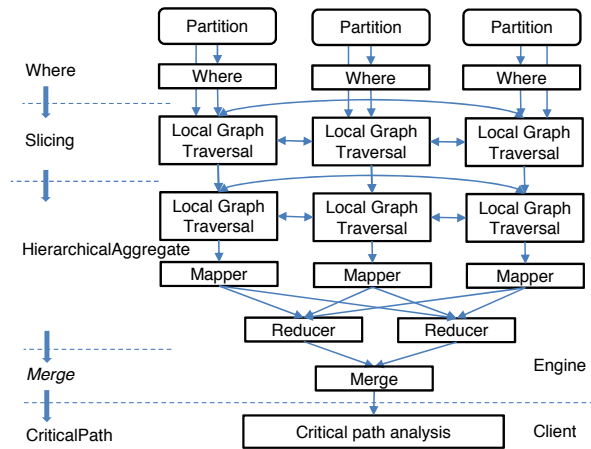 Partition Partition Partition
Where
Where Where Where
Slicing
Local Graph Traversal
Local Graph Traversal
Local Graph Traversal
HierarchicalAggregate
Local Graph Traversal
Local Graph Traversal
Local Graph Traversal
Mapper Mapper Mapper
Reducer Reducer
Merge
Merge
Engine
CriticalPath
Critical path analysis
Client